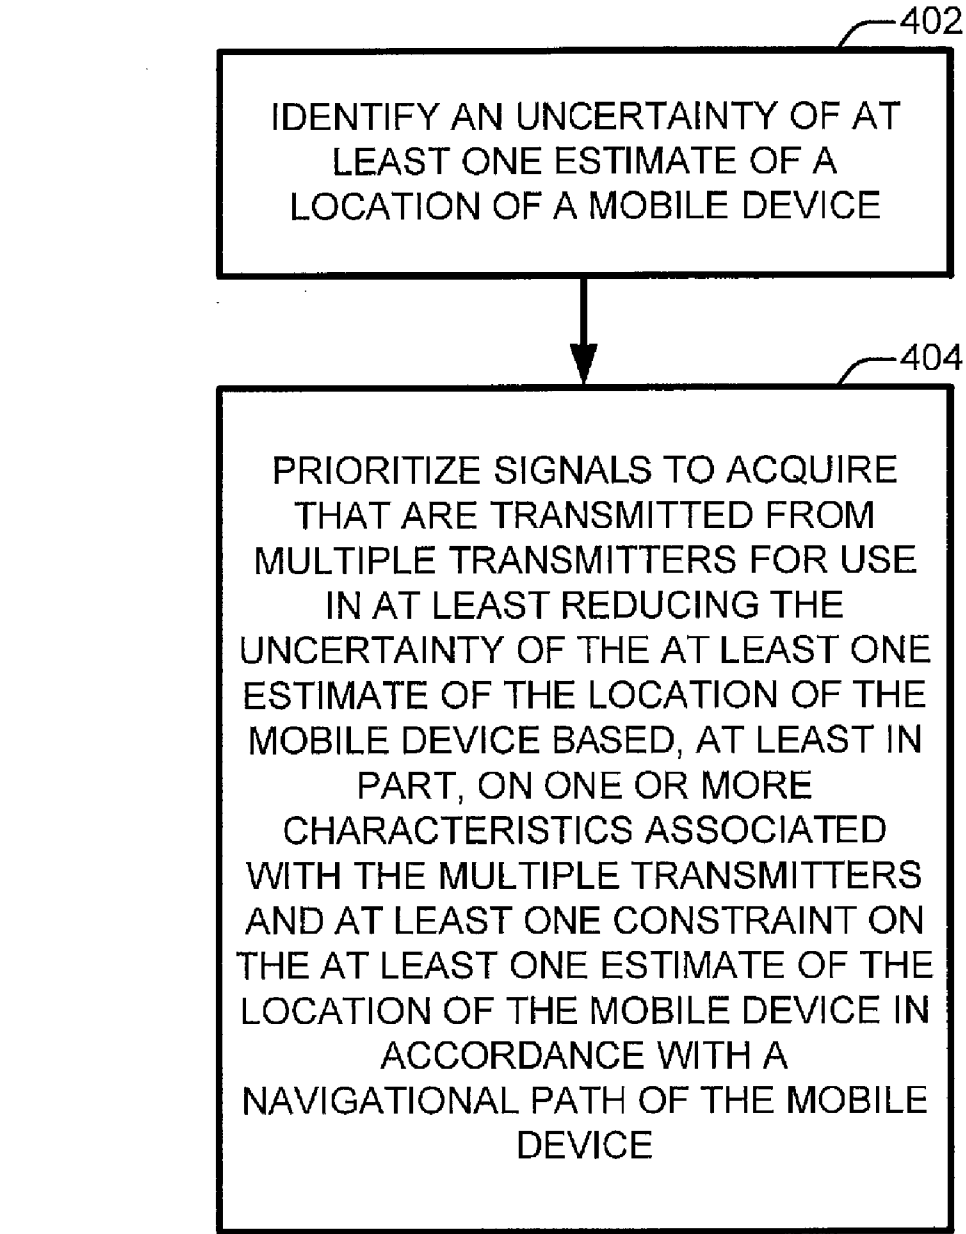 402
IDENTIFY AN UNCERTAINTY OF AT
LEAST ONE ESTIMATE OF A
LOCATION OF A MOBILE DEVICE
404
PRIORITIZE SIGNALS TO ACQUIRE
THAT ARE TRANSMITTED FROM
MULTIPLE TRANSMITTERS FOR USE
IN AT LEAST REDUCING THE
UNCERTAINTY OF THE AT LEAST ONE
ESTIMATE OF THE LOCATION OF THE
MOBILE DEVICE BASED, AT LEAST IN
PART, ON ONE OR MORE
CHARACTERISTICS ASSOCIATED
WITH THE MULTIPLE TRANSMITTERS
AND AT LEAST ONE CONSTRAINT ON
THE AT LEAST ONE ESTIMATE OF THE
LOCATION OF THE MOBILE DEVICE IN
ACCORDANCE WITH A
NAVIGATIONAL PATH OF THE MOBILE
DEVICE